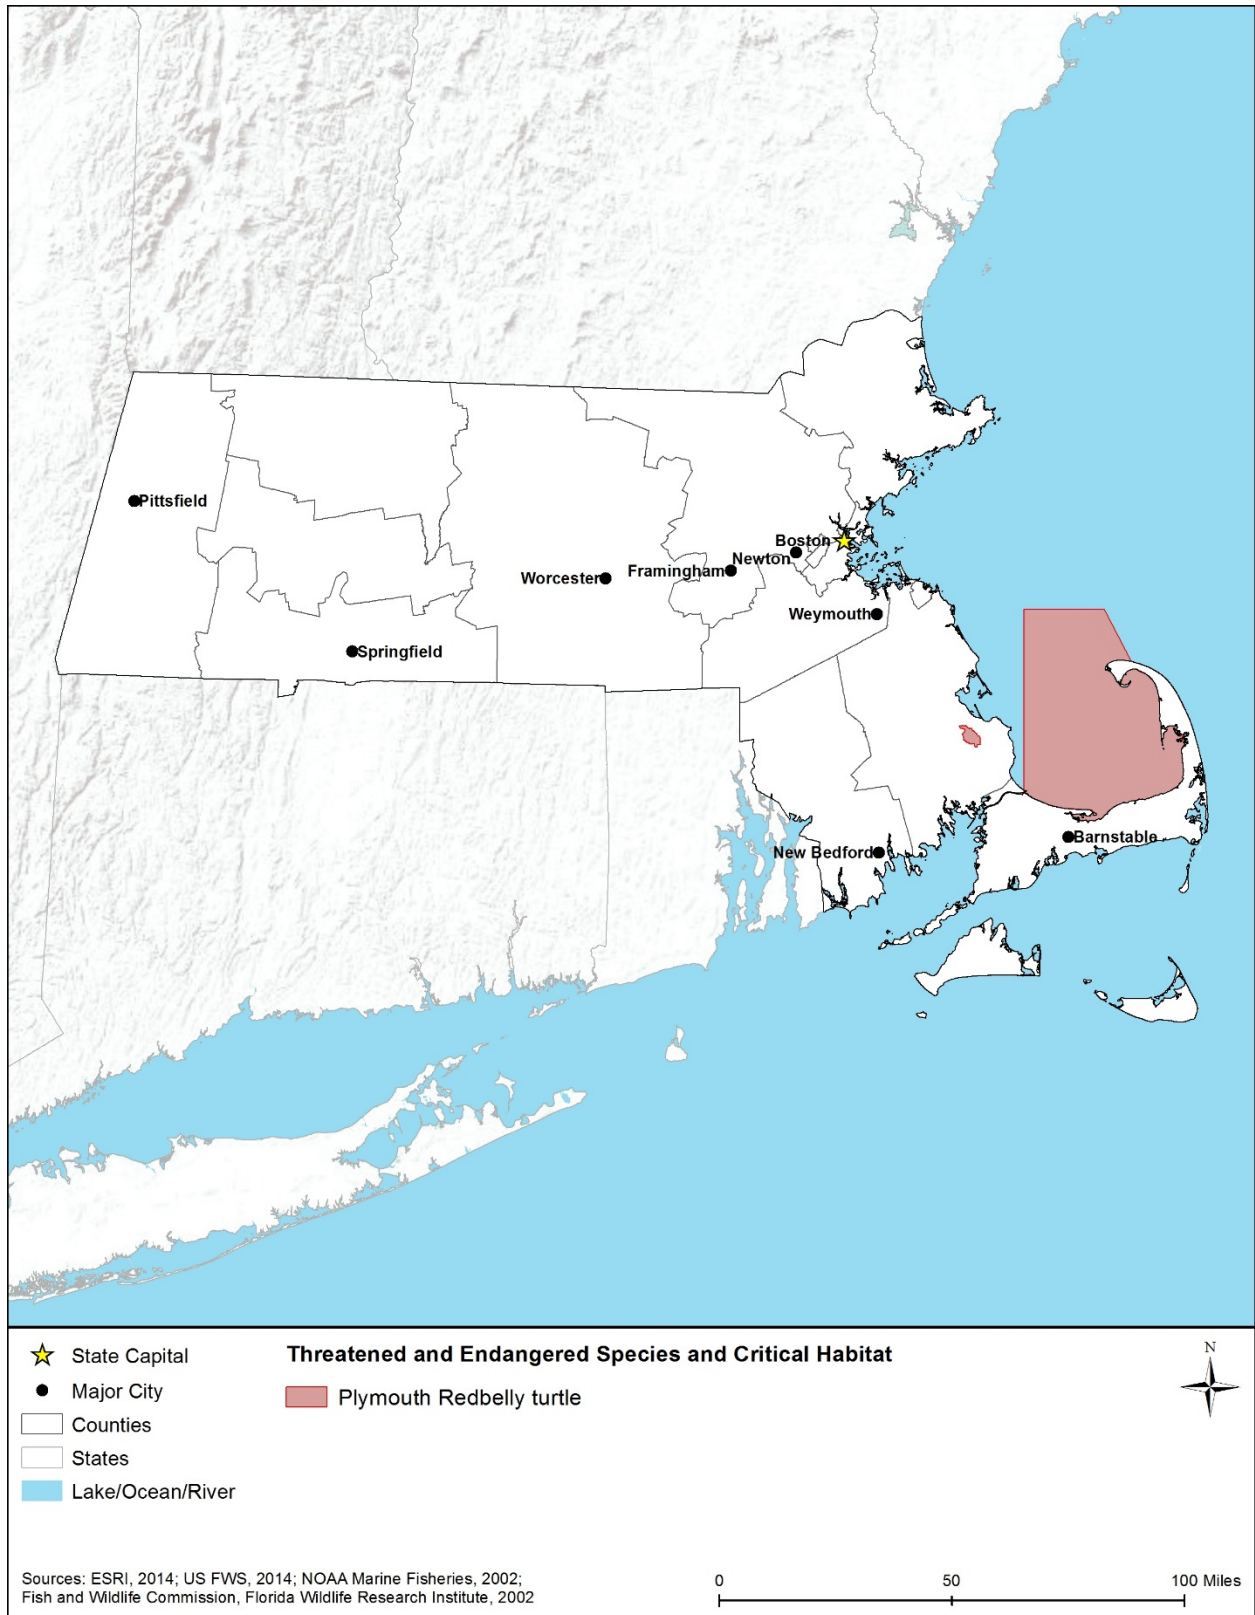 Pittsfield
Boston
Newton
Framingham
Worcester
Weymouth
Springfield
Barnstable
New Bedford
State Capital
Major City
Counties
States
Lake/Ocean/River
Threatened and Endangered Species and Critical Habitat
Plymouth Redbelly turtle
N
Sources: ESRI, 2014; US FWS, 2014; NOAA Marine Fisheries, 2002;
Fish and Wildlife Commission, Florida Wildlife Research Institute, 2002
0 50 100 Miles